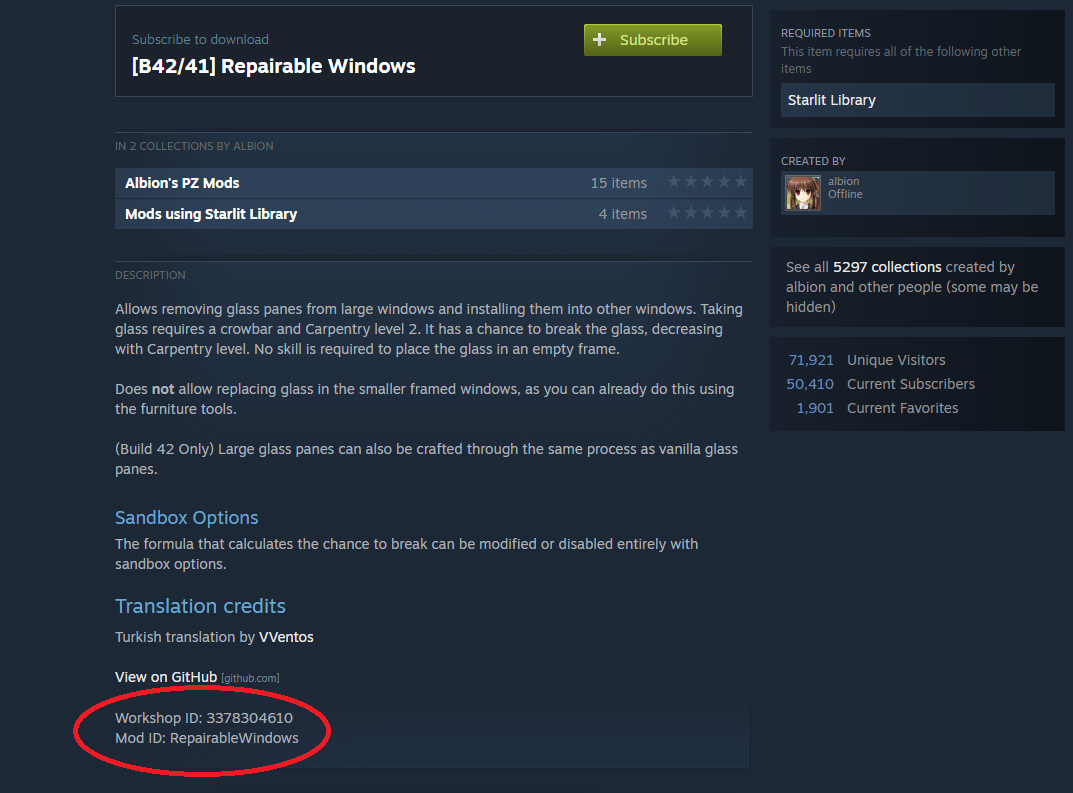 Subscribe to download
[B42/41] Repairable Windows
+ Subscribe
IN 2 COLLECTIONS BY ALBION
Albion's PZ Mods 15 items
Mods using Starlit Library 4 items
DESCRIPTION
Allows removing glass panes from large windows and installing them into other windows. Taking
glass requires a crowbar and Carpentry level 2. It has a chance to break the glass, decreasing
with Carpentry level. No skill is required to place the glass in an empty frame.
Does not allow replacing glass in the smaller framed windows, as you can already do this using
the furniture tools.
(Build 42 Only) Large glass panes can also be crafted through the same process as vanilla glass
panes.
Sandbox Options
The formula that calculates the chance to break can be modified or disabled entirely with
sandbox options.
Translation credits
Turkish translation by VVentos
View on GitHub [github.com]
Workshop ID: 3378304610
Mod ID: RepairableWindows
REQUIRED ITEMS
This item requires all of the following other
items
Starlit Library
CREATED BY
albion
Offline
See all 5297 collections created by
albion and other people (some may be
hidden)
71,921 Unique Visitors
50,410 Current Subscribers
1,901 Current Favorites